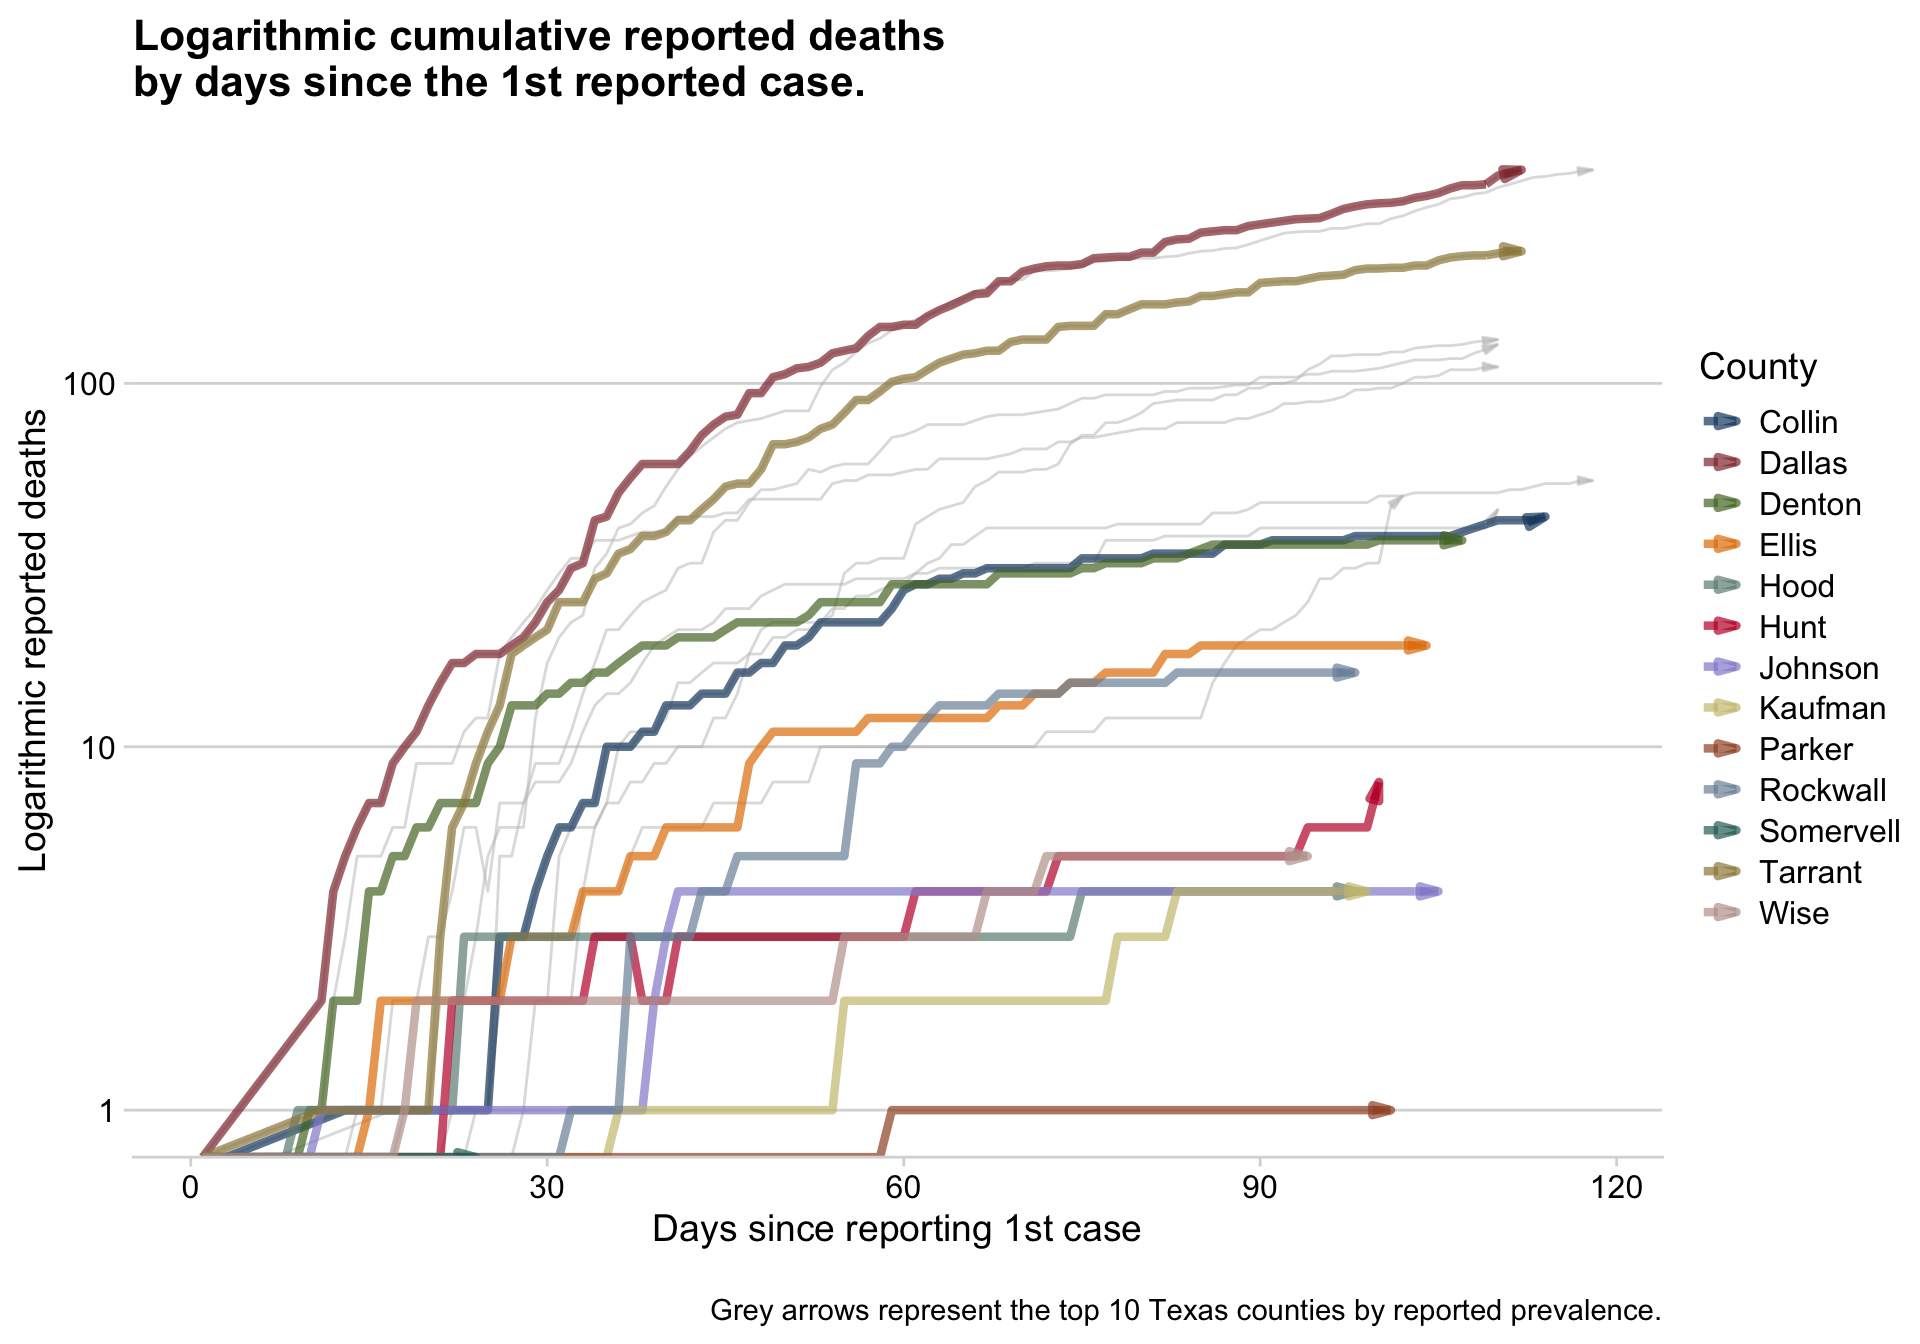 Logarithmic cumulative reported deaths
by days since the 1st reported case.
Logarithmic reported deaths
100
10
1
0 30 60 90 120
Days since reporting 1st case
County
Collin
Dallas
Denton
Ellis
Hood
Hunt
Johnson
Kaufman
Parker
Rockwall
Somervell
Tarrant
Wise
Grey arrows represent the top 10 Texas counties by reported prevalence.